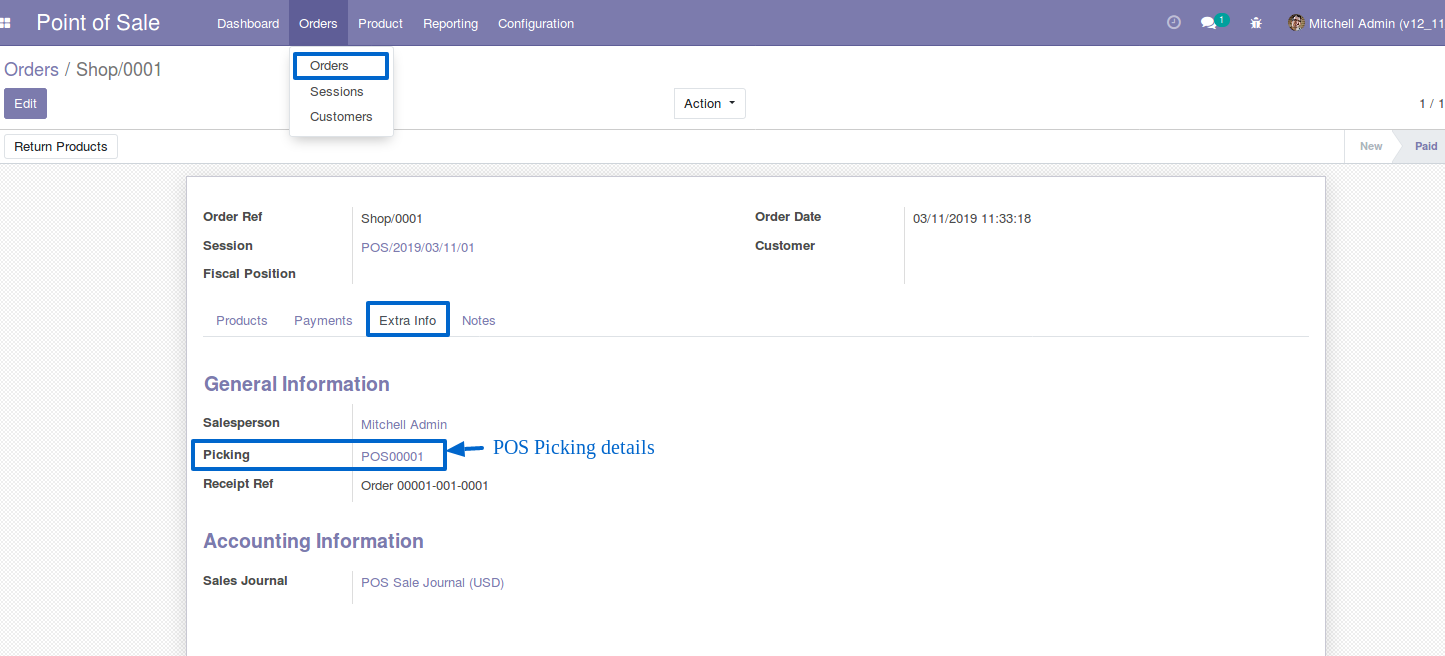 Point of Sale Dashboard Orders Product Reporting Configuration 1 Mitchell Admin (v12_11
Orders / Shop/0001
Orders
Sessions
Customers
Edit Action 1 / 1
Return Products New Paid
Order Ref Shop/0001 Order Date 03/11/2019 11:33:18
Session POS/2019/03/11/01 Customer
Fiscal Position
Products Payments Extra Info Notes
General Information
Salesperson Mitchell Admin
Picking POS00001 POS Picking details
Receipt Ref Order 00001-001-0001
Accounting Information
Sales Journal POS Sale Journal (USD)